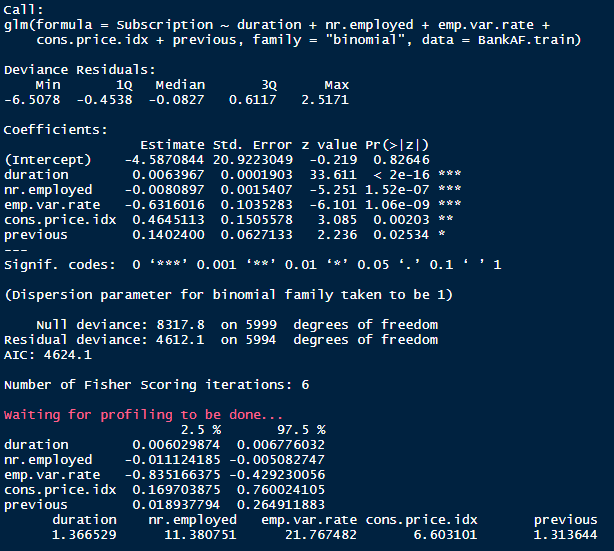 Call:
glm(formula = Subscription ~ duration + nr.employed + emp.var.rate +
    cons.price.idx + previous, family = "binomial", data = BankAF.train)

Deviance Residuals:
    Min      1Q  Median      3Q     Max
-6.5078 -0.4538 -0.0827  0.6117  2.5171

Coefficients:
                 Estimate Std. Error z value Pr(>|z|)
(Intercept)    -4.5870844 20.9223049  -0.219  0.82646
duration        0.0063967  0.0001903  33.611  < 2e-16 ***
nr.employed    -0.0080897  0.0015407  -5.251 1.52e-07 ***
emp.var.rate   -0.6316016  0.1035283  -6.101 1.06e-09 ***
cons.price.idx  0.4645113  0.1505578   3.085  0.00203 **
previous        0.1402400  0.0627133   2.236  0.02534 *
---
Signif. codes:  0 ‘***’ 0.001 ‘**’ 0.01 ‘*’ 0.05 ‘.’ 0.1 ‘ ’ 1

(Dispersion parameter for binomial family taken to be 1)

    Null deviance: 8317.8  on 5999  degrees of freedom
Residual deviance: 4612.1  on 5994  degrees of freedom
AIC: 4624.1

Number of Fisher Scoring iterations: 6

Waiting for profiling to be done...
                      2.5 %       97.5 %
duration        0.006029874  0.006776032
nr.employed    -0.011124185 -0.005082747
emp.var.rate   -0.835166375 -0.429230056
cons.price.idx  0.169703875  0.760024105
previous        0.018937794  0.264911883
      duration    nr.employed   emp.var.rate cons.price.idx       previous
      1.366529      11.380751      21.767482       6.603101       1.313644